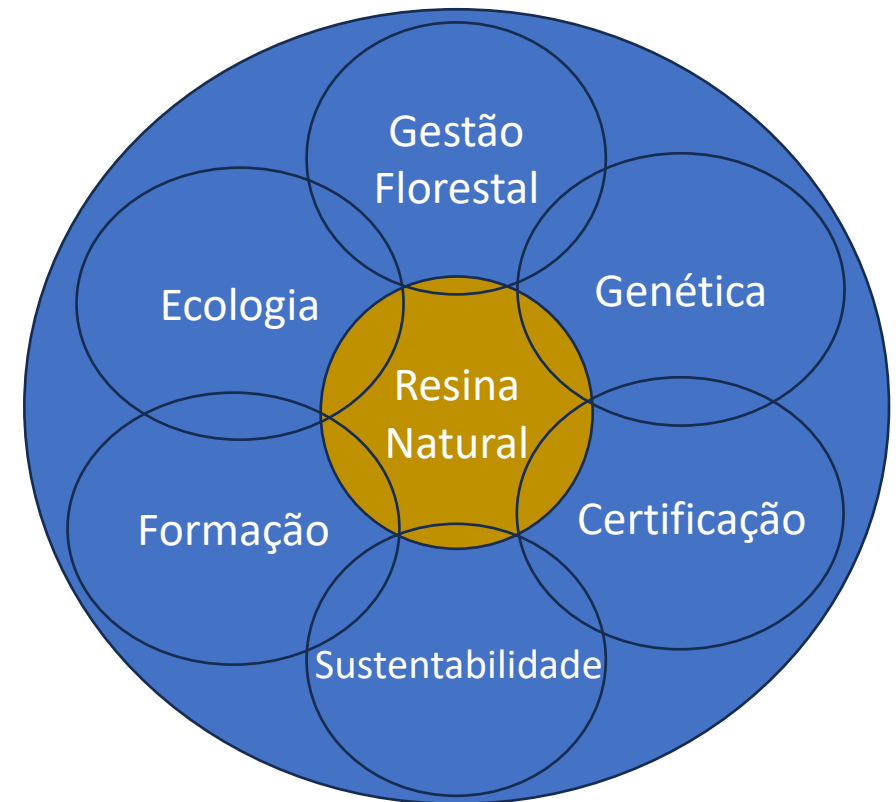 Gestão
Florestal
Ecologia
Genética
Resina
Natural
Formação
Certificação
Sustentabilidade